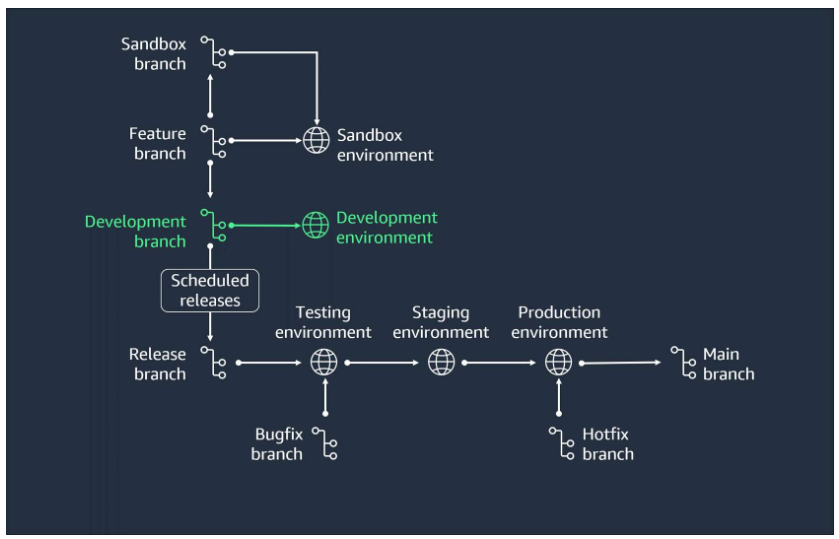 Sandbox
branch
Feature
branch
Sandbox
environment
Development
branch
Development
environment
Scheduled
releases
Testing
environment
Staging
environment
Production
environment
Release
branch
Main
branch
Bugfix
branch
Hotfix
branch